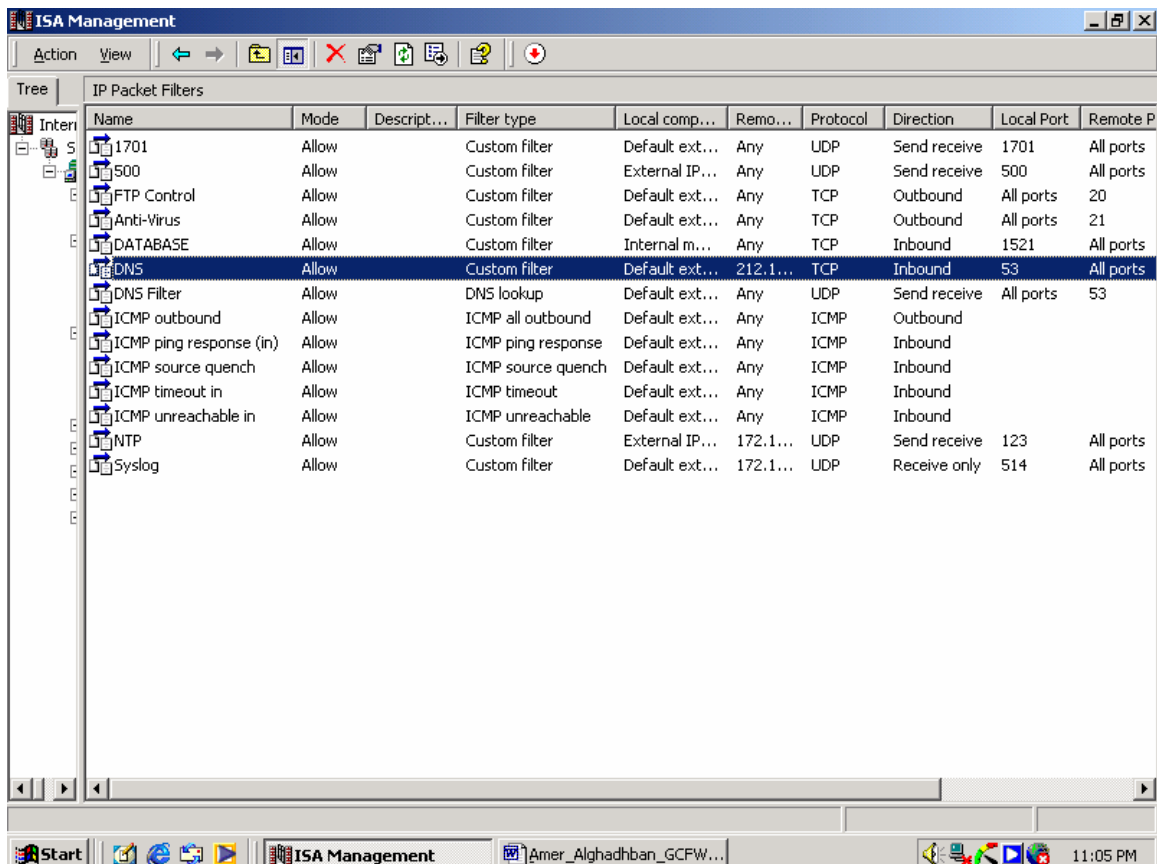 ISA Management
Action View
Tree
IP Packet Filters
Name Mode Descript... Filter type Local comp... Remo... Protocol Direction Local Port Remote P
Intern
S
1701 Allow Custom filter Default ext... Any UDP Send receive 1701 All ports
500 Allow Custom filter External IP... Any UDP Send receive 500 All ports
FTP Control Allow Custom filter Default ext... Any TCP Outbound All ports 20
Anti-Virus Allow Custom filter Default ext... Any TCP Outbound All ports 21
DATABASE Allow Custom filter Internal m... Any TCP Inbound 1521 All ports
DNS Allow Custom filter Default ext... 212.1... TCP Inbound 53 All ports
DNS Filter Allow DNS lookup Default ext... Any UDP Send receive All ports 53
ICMP outbound Allow ICMP all outbound Default ext... Any ICMP Outbound
ICMP ping response (in) Allow ICMP ping response Default ext... Any ICMP Inbound
ICMP source quench Allow ICMP source quench Default ext... Any ICMP Inbound
ICMP timeout in Allow ICMP timeout Default ext... Any ICMP Inbound
ICMP unreachable in Allow ICMP unreachable Default ext... Any ICMP Inbound
NTP Allow Custom filter External IP... 172.1... UDP Send receive 123 All ports
Syslog Allow Custom filter Default ext... 172.1... UDP Receive only 514 All ports
Start ISA Management Amer_Alghadhban_GCFW... 11:05 PM